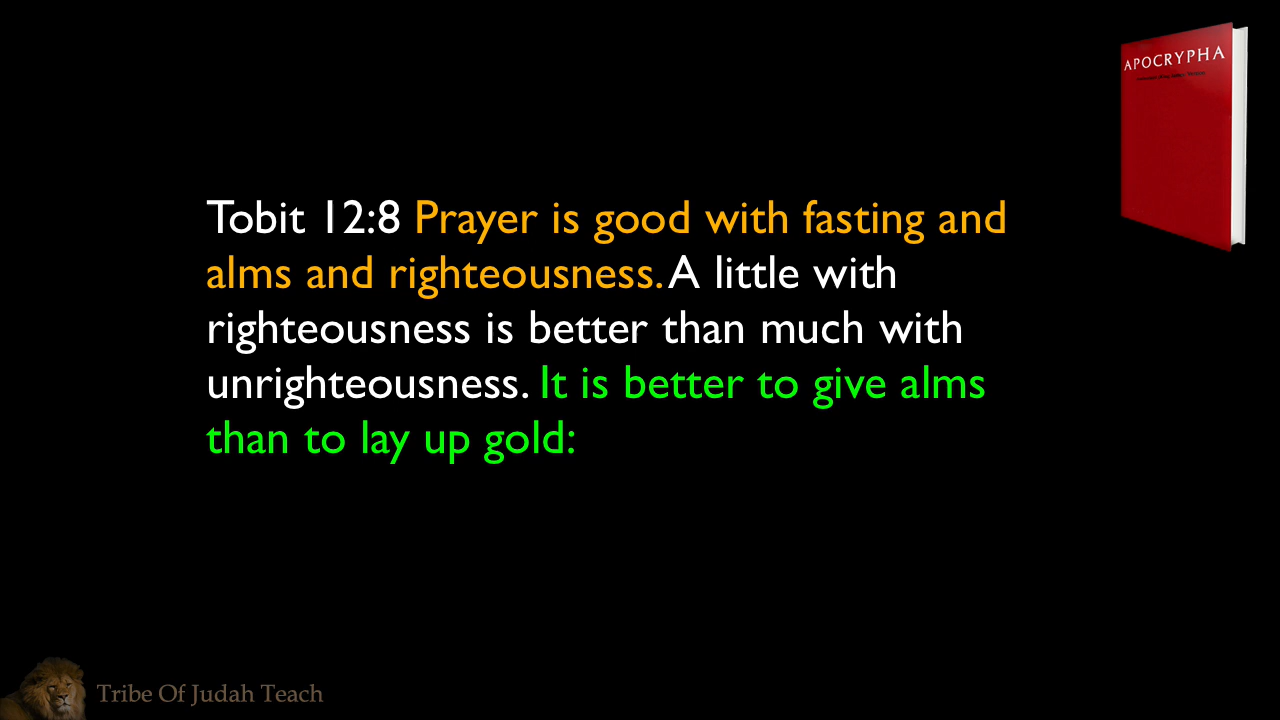 APOCRYPHA
Tobit 12:8 Prayer is good with fasting and
alms and righteousness. A little with
righteousness is better than much with
unrighteousness. It is better to give alms
than to lay up gold:
Tribe Of Judah Teach